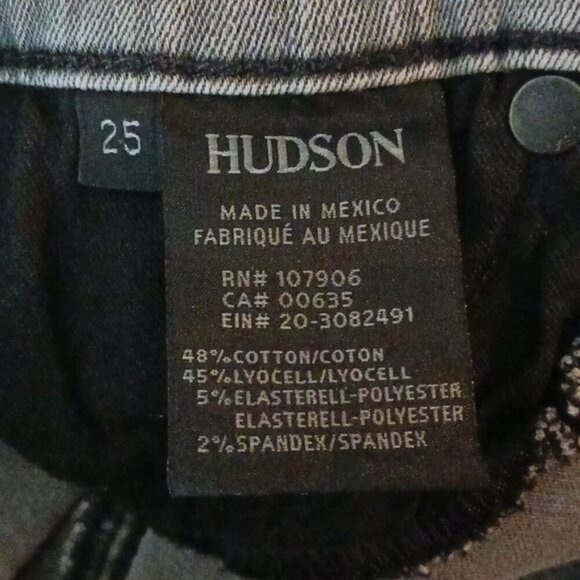 25
HUDSON
MADE IN MEXICO
FABRIQUÉ AU MEXIQUE
RN# 107906
CA# 00635
EIN# 20-3082491
48%COTTON/COTON
45%LYOCELL/LYOCELL
5%ELASTERELL-POLYESTER
ELASTERELL-POLYESTER
2%SPANDEX/SPANDEX